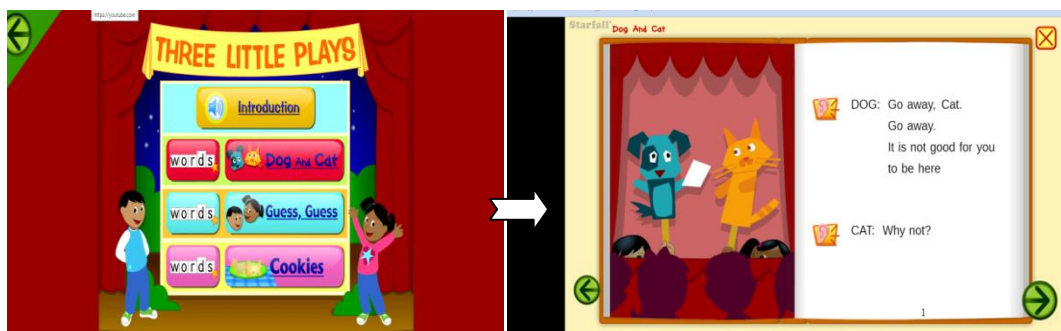 https://youtube.com
THREE LITTLE PLAYS
Introduction
words
Dog And Cat
words
Guess, Guess
words
Cookies
Starfall
Dog And Cat
DOG: Go away, Cat.
Go away.
It is not good for you
to be here
CAT: Why not?
1